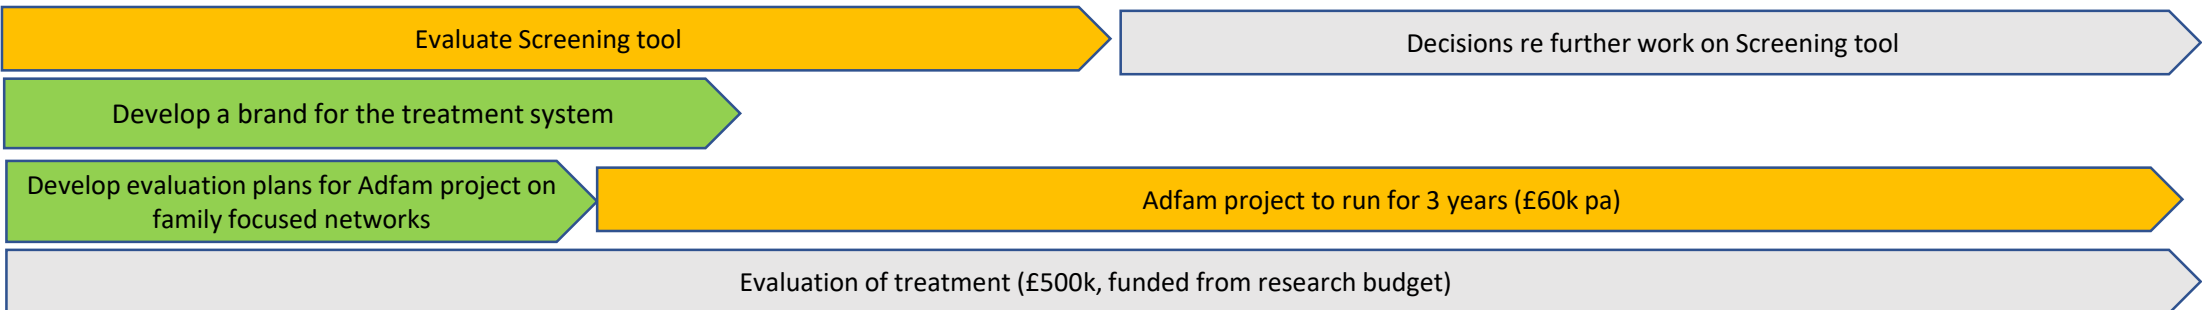 Evaluate Screening tool
Decisions re further work on Screening tool
Develop a brand for the treatment system
Develop evaluation plans for Adfam project on
family focused networks
Adfam project to run for 3 years (£60k pa)
Evaluation of treatment (£500k, funded from research budget)